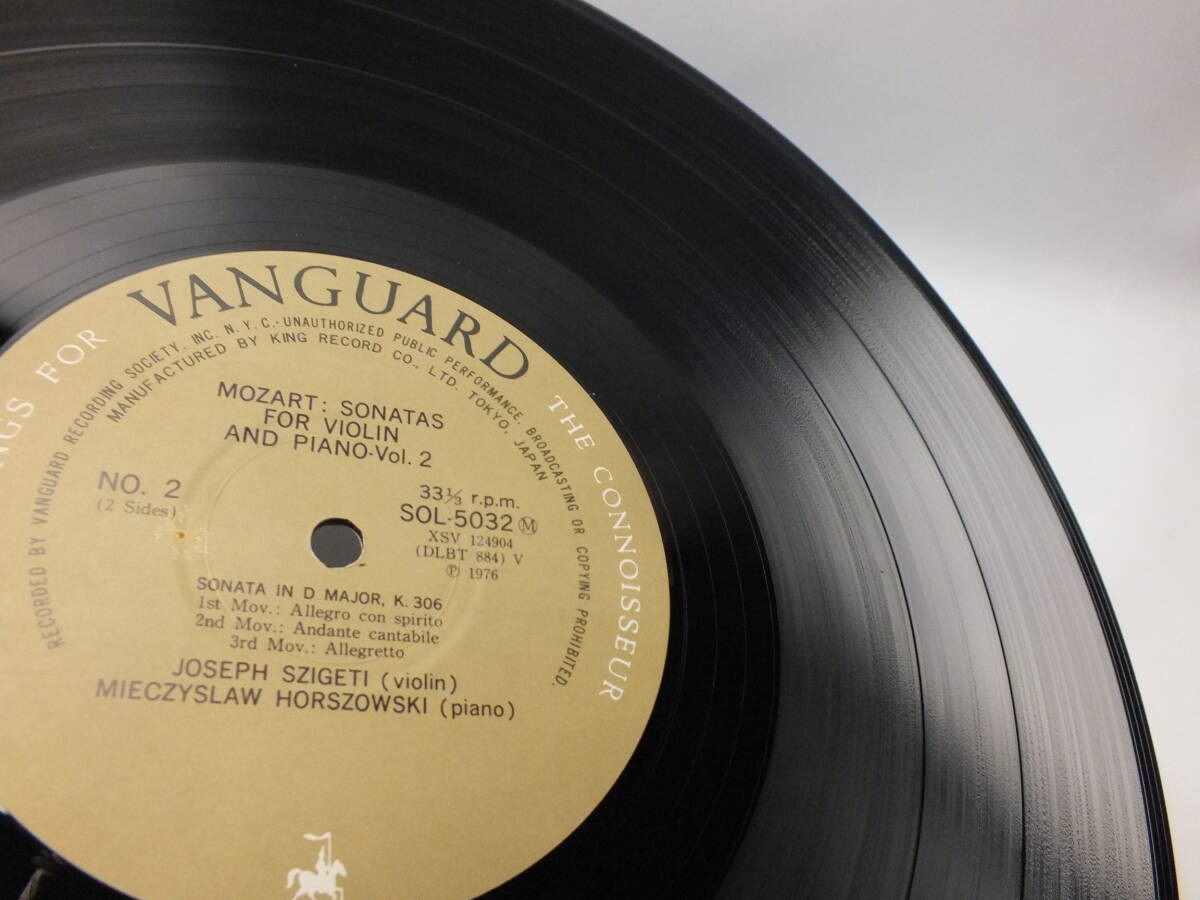 NGS FOR VANGUARD THE CONNOISSEUR
RECORDED BY VANGUARD RECORDING SOCIETY, INC. N.Y.C.·UNAUTHORIZED PUBLIC PERFORMANCE, BROADCASTING OR COPYING PROHIBITED.
MANUFACTURED BY KING RECORD CO., LTD. TOKYO, JAPAN
MOZART: SONATAS
FOR VIOLIN
AND PIANO-Vol. 2
NO. 2
(2 Sides)
33⅓ r.p.m.
SOL-5032 Ⓜ
XSV 124904
(DLBT 884) V
Ⓟ 1976
SONATA IN D MAJOR, K. 306
1st Mov.: Allegro con spirito
2nd Mov.: Andante cantabile
3rd Mov.: Allegretto
JOSEPH SZIGETI (violin)
MIECZYSLAW HORSZOWSKI (piano)